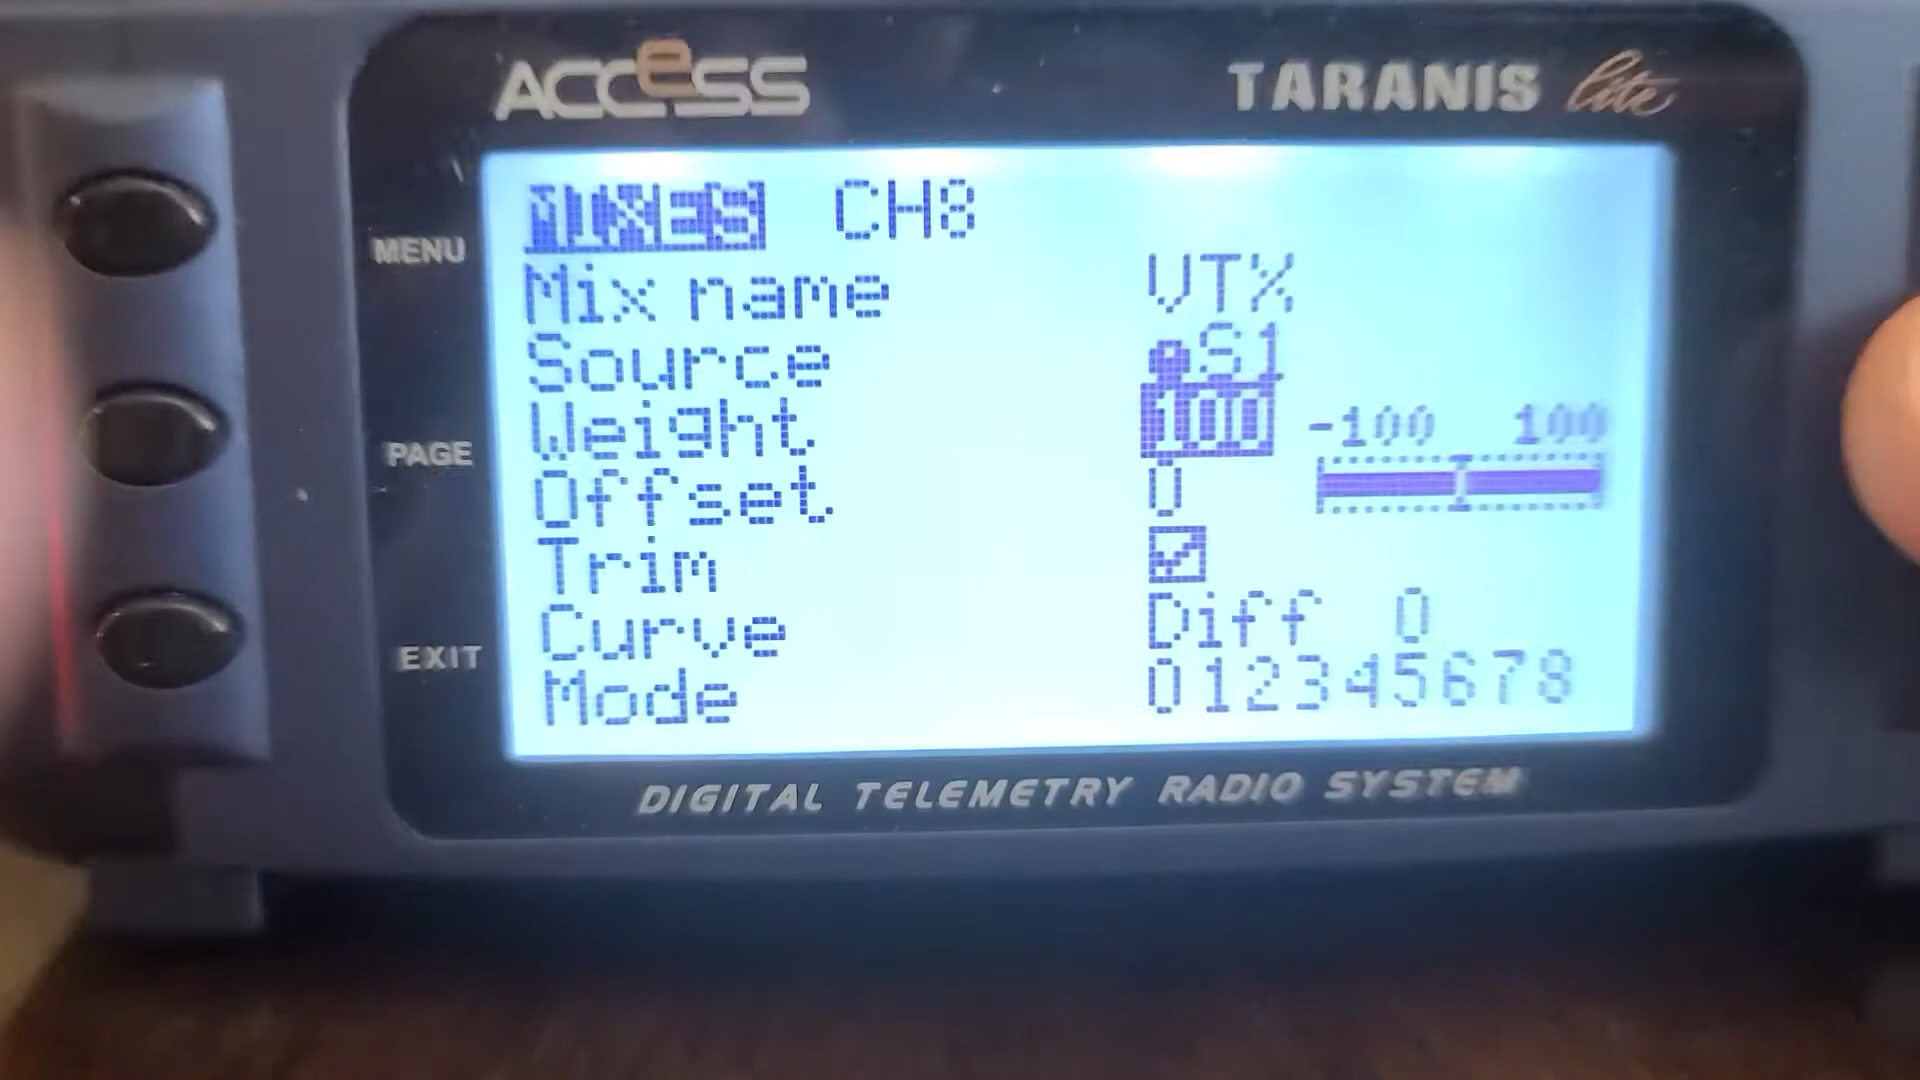 ACCeSS TARANIS lite
MIXES CH8
MENU
Mix name VTX
Source S1
Weight 100 -100 100
PAGE
Offset 0
Trim
Curve Diff 0
EXIT
Mode 012345678
DIGITAL TELEMETRY RADIO SYSTEM